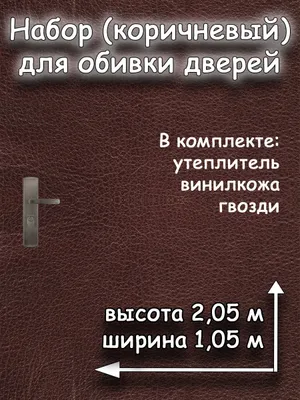 Набор (коричневый)
для обивки дверей
В комплекте:
утеплитель
винилкожа
гвозди
высота 2,05 м
ширина 1,05 м